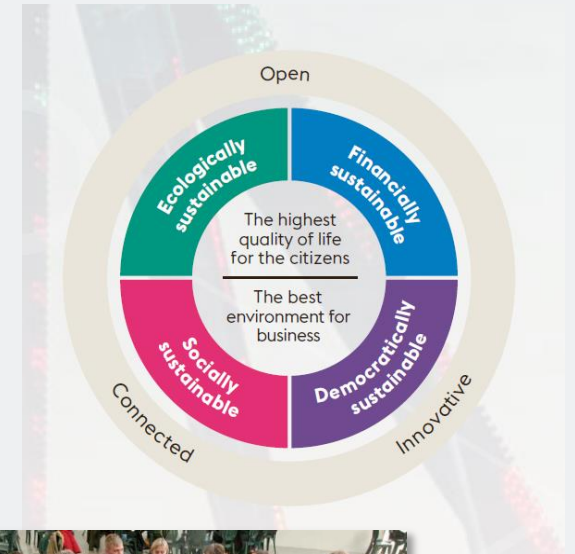 Open
Ecologically
sustainable
Financially
sustainable
The highest
quality of life
for the citizens
The best
environment for
business
Socially
sustainable
Democratically
sustainable
Connected
Innovative